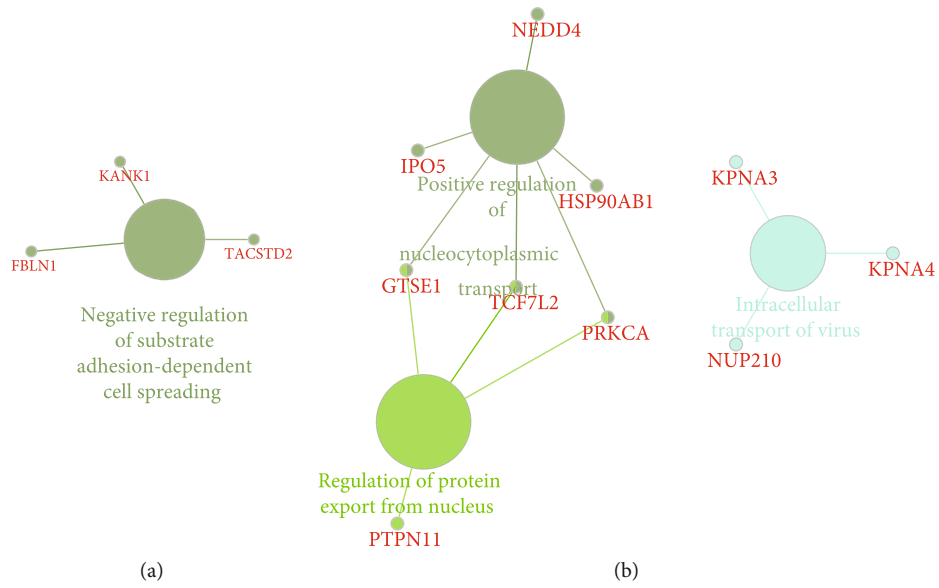 KANK1
FBLN1
TACSTD2
Negative regulation
of substrate
adhesion-dependent
cell spreading
(a)
NEDD4
IPO5
Positive regulation
of
HSP90AB1
nucleocytoplasmic
transport
GTSE1
TCF7L2
PRKCA
Regulation of protein
export from nucleus
PTPN11
KPNA3
KPNA4
Intracellular
transport of virus
NUP210
(b)